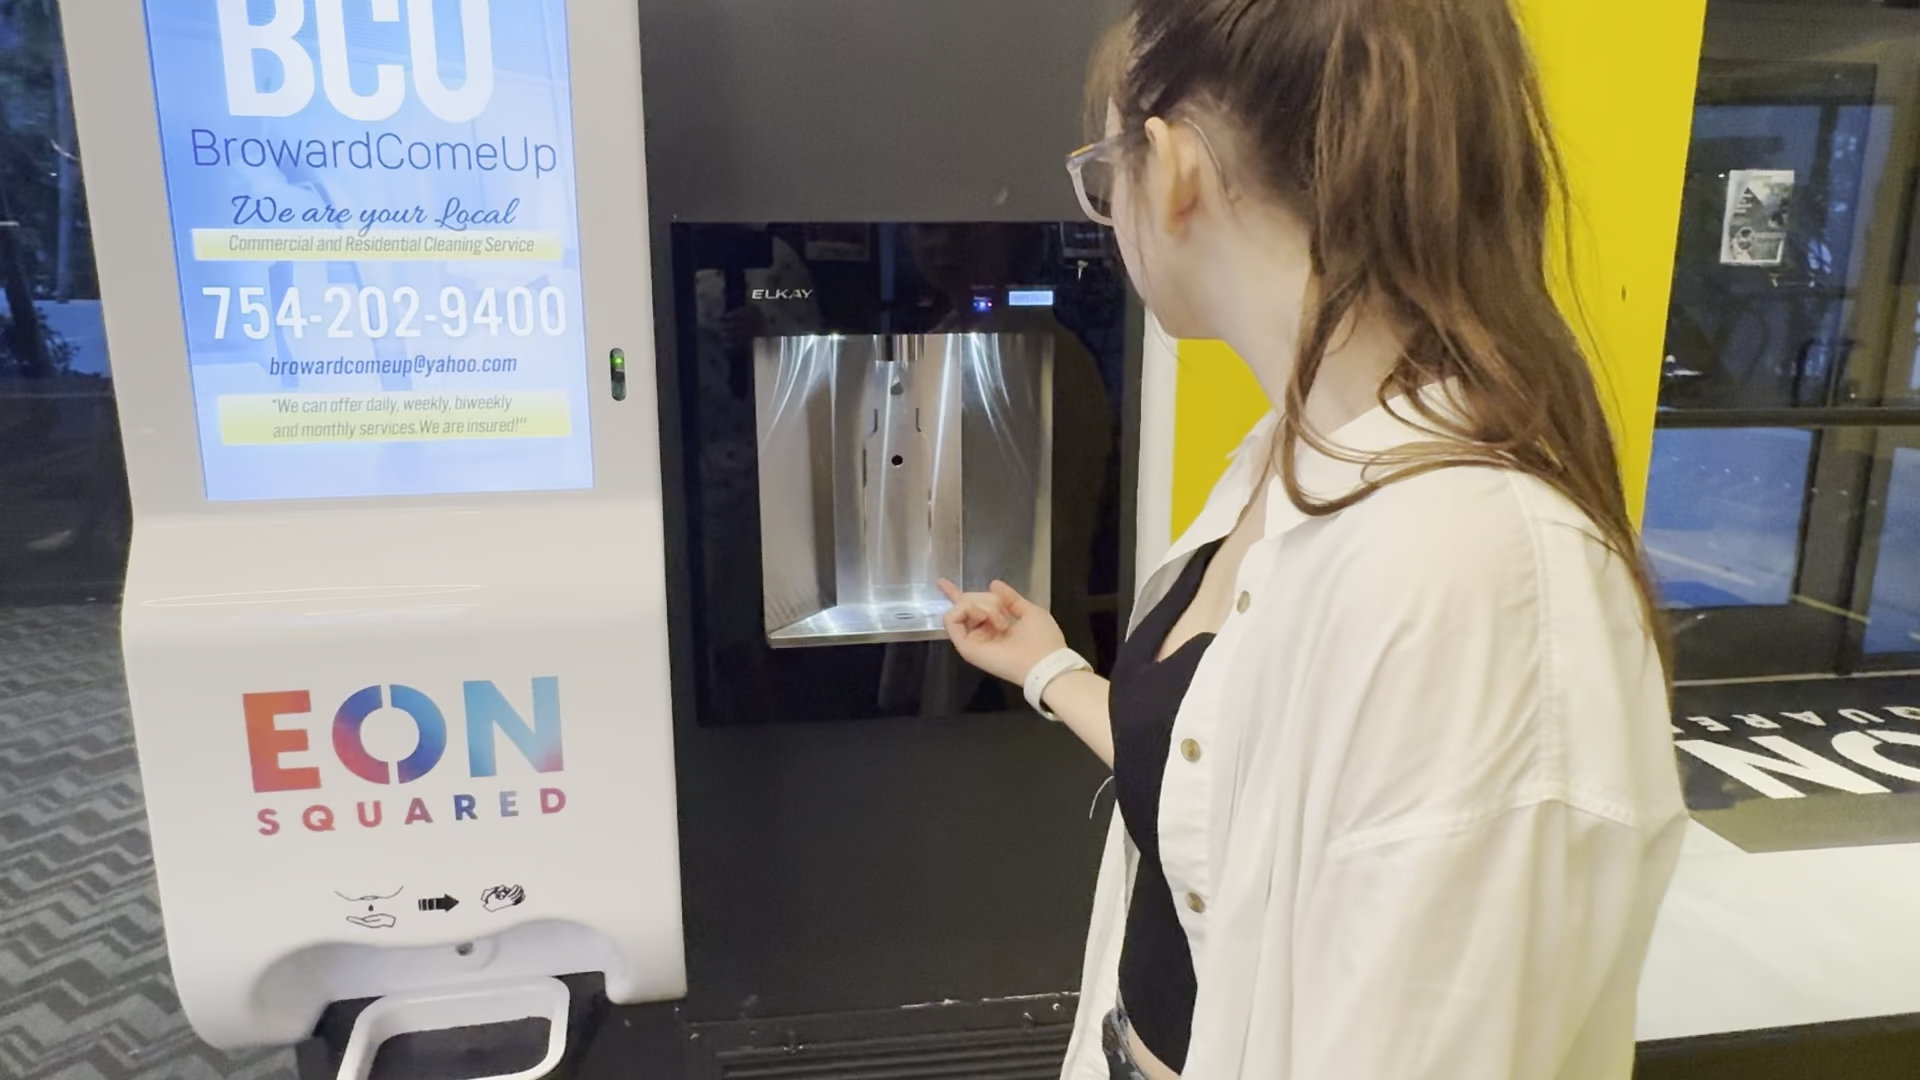 BCU
BrowardComeUp
We are your Local
Commercial and Residential Cleaning Service
754-202-9400
browardcomeup@yahoo.com
"We can offer daily, weekly, biweekly
and monthly services.We are insured!"
EON
SQUARED
ELKAY